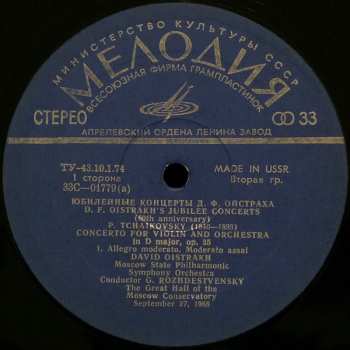 МИНИСТЕРСТВО КУЛЬТУРЫ СССР
МЕЛОДИЯ
ВСЕСОЮЗНАЯ ФИРМА ГРАМПЛАСТИНОК
СТЕРЕО
33
АПРЕЛЕВСКИЙ ОРДЕНА ЛЕНИНА ЗАВОД
ТУ-43.10.1.74
MADE IN USSR
1 сторона
Вторая гр.
33С—01779(а)
ЮБИЛЕЙНЫЕ КОНЦЕРТЫ Д. Ф. ОЙСТРАХА
D. F. OISTRAKH'S JUBILEE CONCERTS
(60th anniversary)
P. TCHAIKOVSKY (1840—1893)
CONCERTO FOR VIOLIN AND ORCHESTRA
in D major, op. 35
1. Allegro moderato. Moderato assai
DAVID OISTRAKH
Moscow State Philharmonic
Symphony Orchestra
Conductor G. ROZHDESTVENSKY
The Great Hall of the
Moscow Conservatory
September 27, 1968